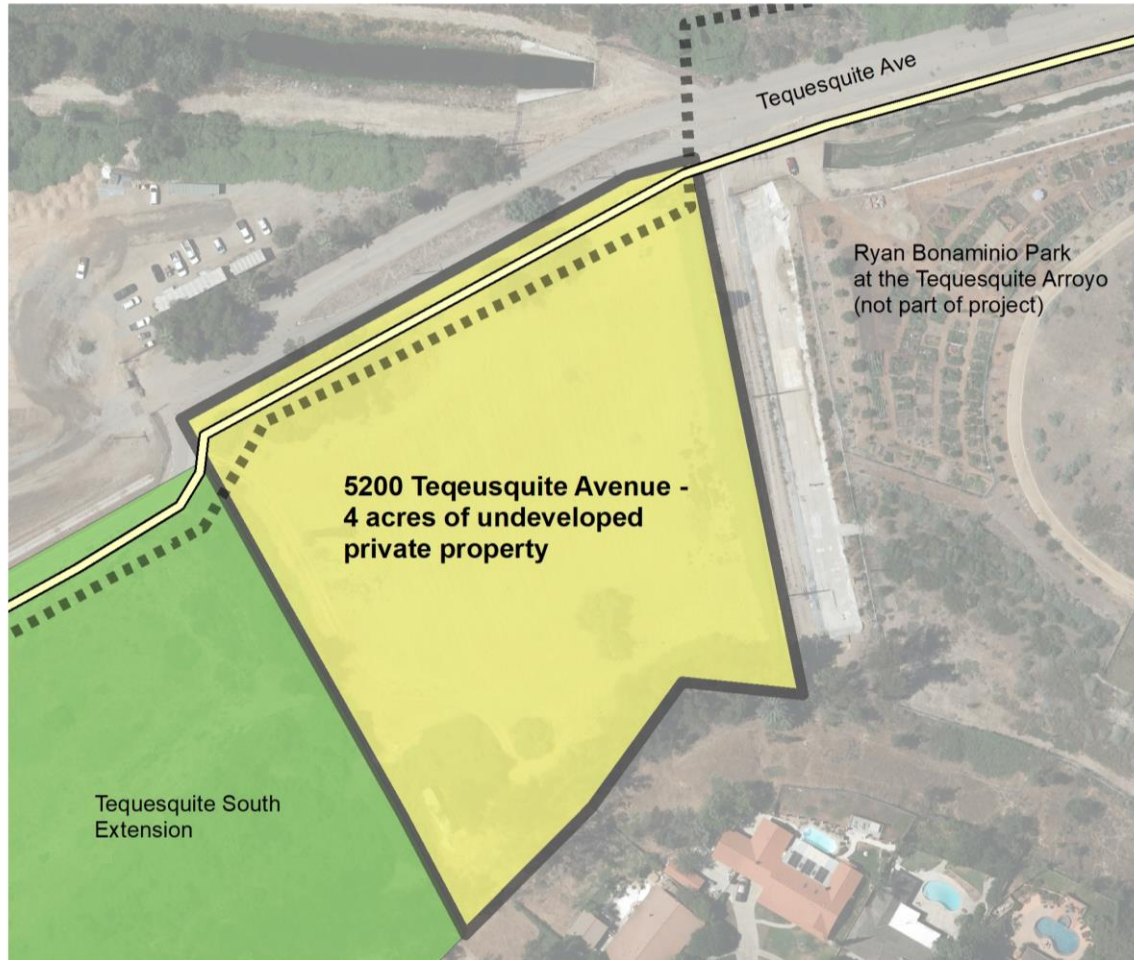 Tequesquite Ave
Ryan Bonaminio Park
at the Tequesquite Arroyo
(not part of project)
5200 Teqeusquite Avenue -
4 acres of undeveloped
private property
Tequesquite South
Extension